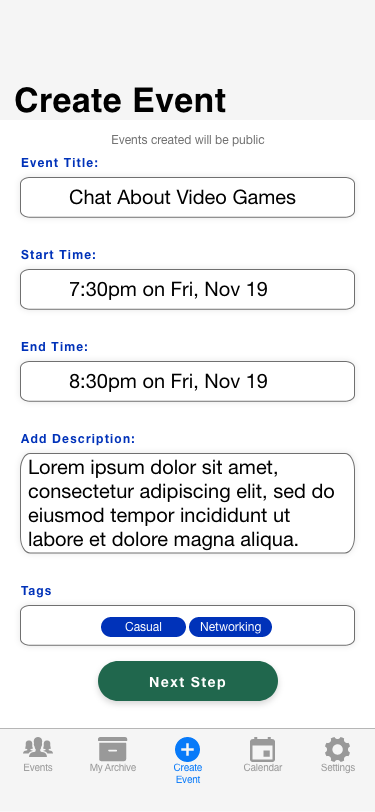 Create Event
Events created will be public
Event Title:
Chat About Video Games
Start Time:
7:30pm on Fri, Nov 19
End Time:
8:30pm on Fri, Nov 19
Add Description:
Lorem ipsum dolor sit amet,
consectetur adipiscing elit, sed do
eiusmod tempor incididunt ut
labore et dolore magna aliqua.
Tags
Casual Networking
Next Step
Events My Archive Create Calendar Settings
Event